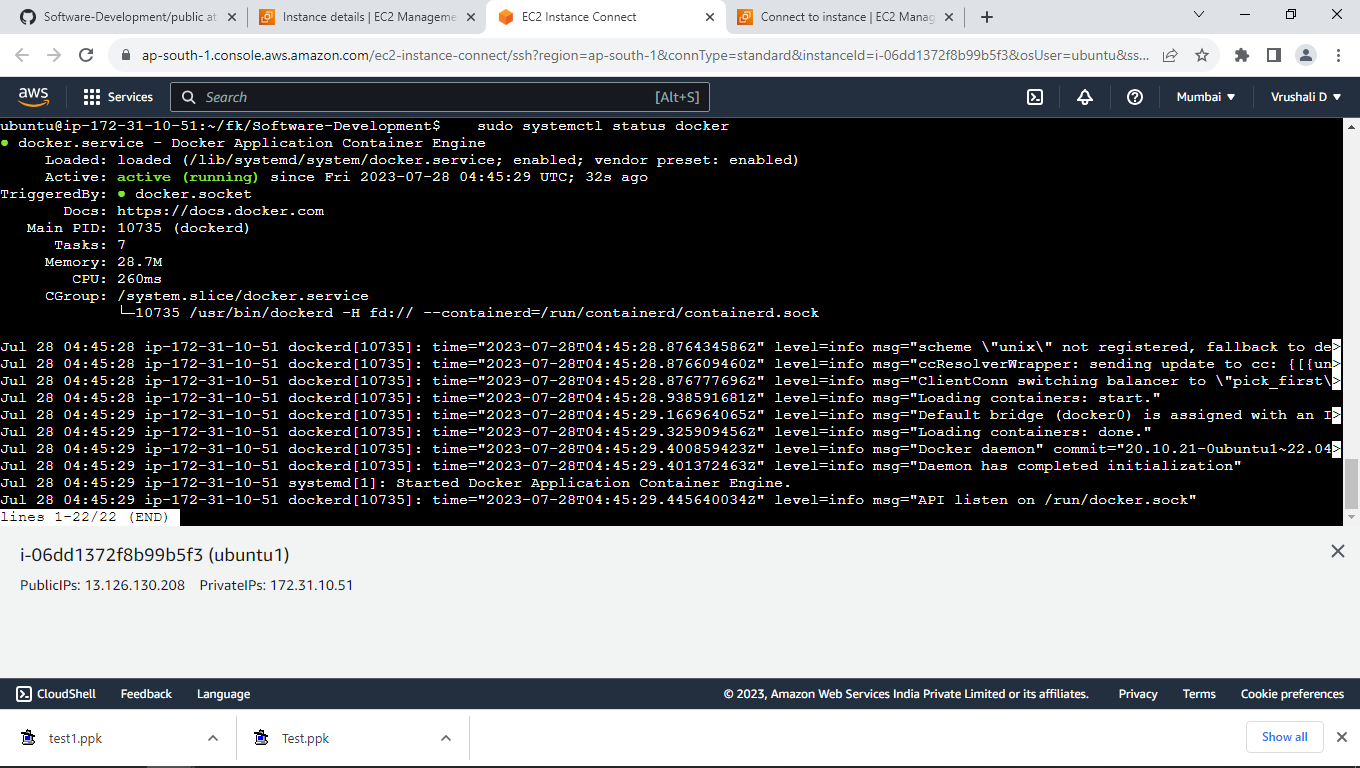 Software-Development/public at
Instance details | EC2 Manageme
EC2 Instance Connect
Connect to instance | EC2 Manag
ap-south-1.console.aws.amazon.com/ec2-instance-connect/ssh?region=ap-south-1&connType=standard&instanceId=i-06dd1372f8b99b5f3&osUser=ubuntu&ss...
aws
Services
Search
[Alt+S]
Mumbai
Vrushali D
ubuntu@ip-172-31-10-51:~/fk/Software-Development$    sudo systemctl status docker
● docker.service - Docker Application Container Engine
     Loaded: loaded (/lib/systemd/system/docker.service; enabled; vendor preset: enabled)
     Active: active (running) since Fri 2023-07-28 04:45:29 UTC; 32s ago
TriggeredBy: ● docker.socket
       Docs: https://docs.docker.com
   Main PID: 10735 (dockerd)
      Tasks: 7
     Memory: 28.7M
        CPU: 260ms
     CGroup: /system.slice/docker.service
             └─10735 /usr/bin/dockerd -H fd:// --containerd=/run/containerd/containerd.sock
Jul 28 04:45:28 ip-172-31-10-51 dockerd[10735]: time="2023-07-28T04:45:28.876434586Z" level=info msg="scheme \"unix\" not registered, fallback to de>
Jul 28 04:45:28 ip-172-31-10-51 dockerd[10735]: time="2023-07-28T04:45:28.876609460Z" level=info msg="ccResolverWrapper: sending update to cc: {[{un>
Jul 28 04:45:28 ip-172-31-10-51 dockerd[10735]: time="2023-07-28T04:45:28.876777696Z" level=info msg="ClientConn switching balancer to \"pick_first\>
Jul 28 04:45:28 ip-172-31-10-51 dockerd[10735]: time="2023-07-28T04:45:28.938591681Z" level=info msg="Loading containers: start."
Jul 28 04:45:29 ip-172-31-10-51 dockerd[10735]: time="2023-07-28T04:45:29.166964065Z" level=info msg="Default bridge (docker0) is assigned with an I>
Jul 28 04:45:29 ip-172-31-10-51 dockerd[10735]: time="2023-07-28T04:45:29.325909456Z" level=info msg="Loading containers: done."
Jul 28 04:45:29 ip-172-31-10-51 dockerd[10735]: time="2023-07-28T04:45:29.400859423Z" level=info msg="Docker daemon" commit="20.10.21-0ubuntu1~22.04>
Jul 28 04:45:29 ip-172-31-10-51 dockerd[10735]: time="2023-07-28T04:45:29.401372463Z" level=info msg="Daemon has completed initialization"
Jul 28 04:45:29 ip-172-31-10-51 systemd[1]: Started Docker Application Container Engine.
Jul 28 04:45:29 ip-172-31-10-51 dockerd[10735]: time="2023-07-28T04:45:29.445640034Z" level=info msg="API listen on /run/docker.sock"
lines 1-22/22 (END)
i-06dd1372f8b99b5f3 (ubuntu1)
PublicIPs: 13.126.130.208 PrivateIPs: 172.31.10.51
CloudShell Feedback Language © 2023, Amazon Web Services India Private Limited or its affiliates. Privacy Terms Cookie preferences
test1.ppk
Test.ppk
Show all